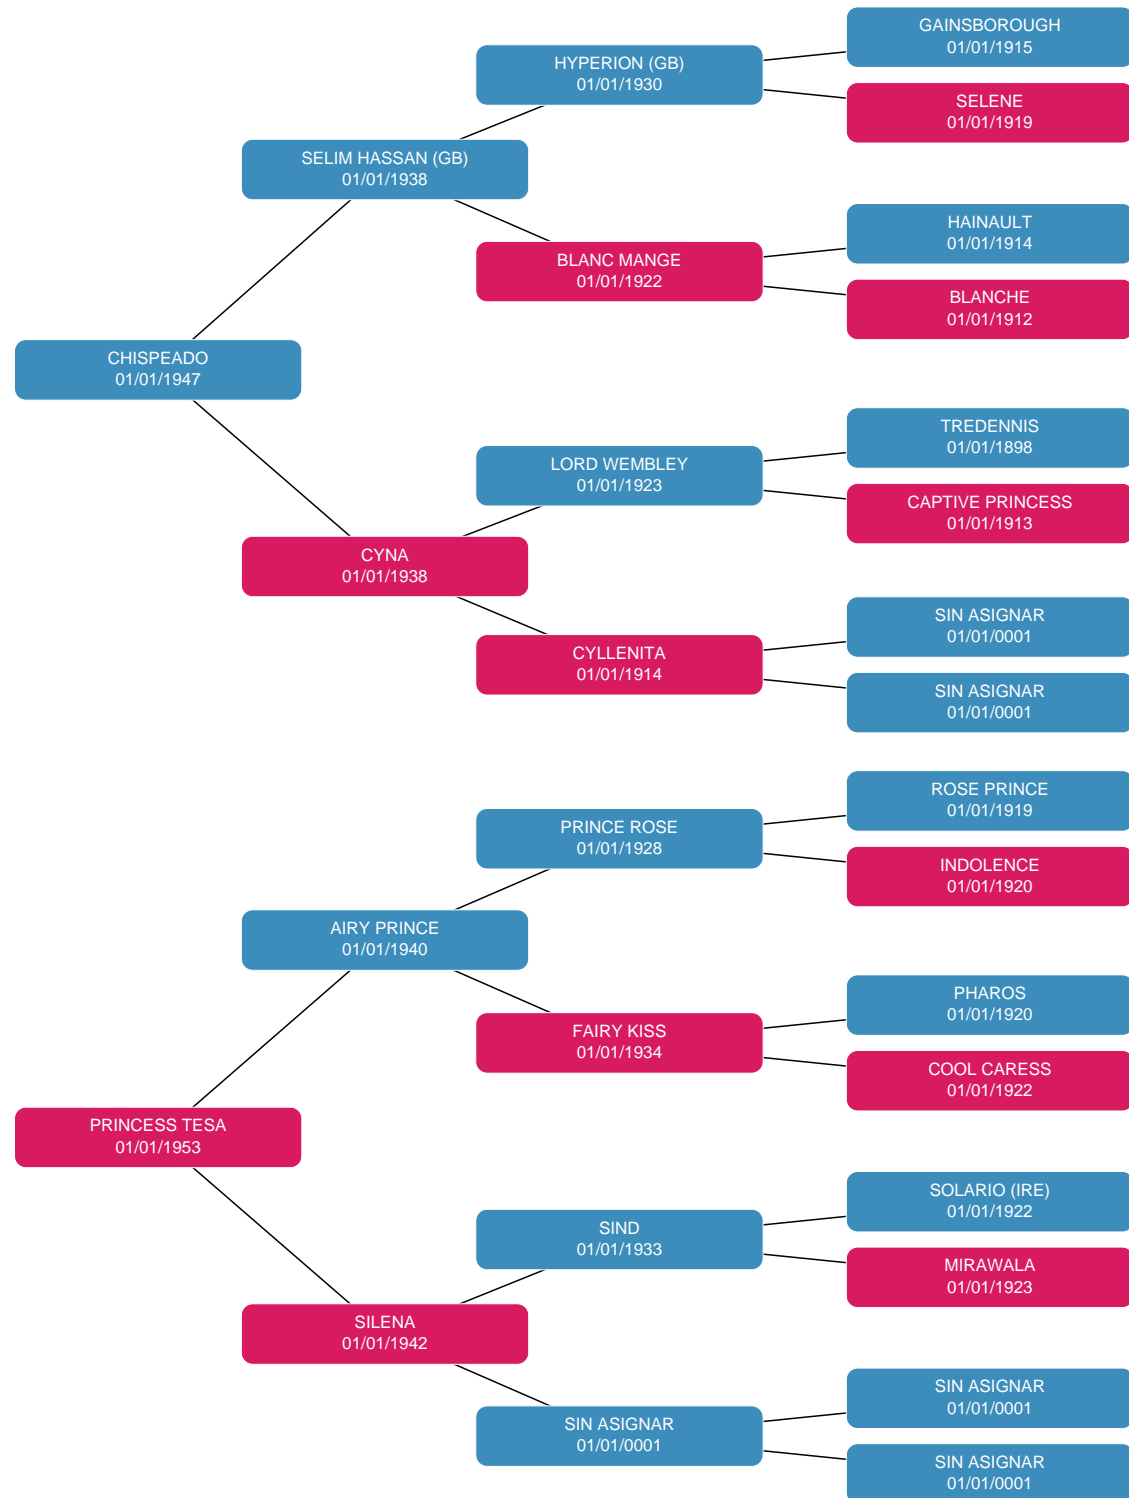 GAINSBOROUGH
01/01/1915
HYPERION (GB)
01/01/1930
SELENE
01/01/1919
SELIM HASSAN (GB)
01/01/1938
HAINAULT
01/01/1914
BLANC MANGE
01/01/1922
BLANCHE
01/01/1912
CHISPEADO
01/01/1947
TREDENNIS
01/01/1898
LORD WEMBLEY
01/01/1923
CAPTIVE PRINCESS
01/01/1913
CYNA
01/01/1938
SIN ASIGNAR
01/01/0001
CYLLENITA
01/01/1914
SIN ASIGNAR
01/01/0001
ROSE PRINCE
01/01/1919
PRINCE ROSE
01/01/1928
INDOLENCE
01/01/1920
AIRY PRINCE
01/01/1940
PHAROS
01/01/1920
FAIRY KISS
01/01/1934
COOL CARESS
01/01/1922
PRINCESS TESA
01/01/1953
SOLARIO (IRE)
01/01/1922
SIND
01/01/1933
MIRAWALA
01/01/1923
SILENA
01/01/1942
SIN ASIGNAR
01/01/0001
SIN ASIGNAR
01/01/0001
SIN ASIGNAR
01/01/0001